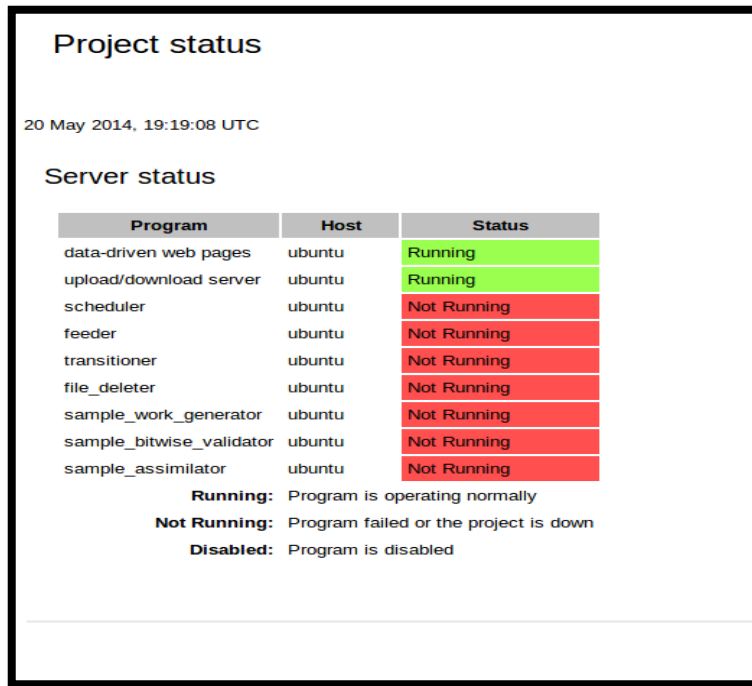 Project status
20 May 2014, 19:19:08 UTC
Server status
Program Host Status
data-driven web pages ubuntu Running
upload/download server ubuntu Running
scheduler ubuntu Not Running
feeder ubuntu Not Running
transitioner ubuntu Not Running
file_deleter ubuntu Not Running
sample_work_generator ubuntu Not Running
sample_bitwise_validator ubuntu Not Running
sample_assimilator ubuntu Not Running
Running: Program is operating normally
Not Running: Program failed or the project is down
Disabled: Program is disabled